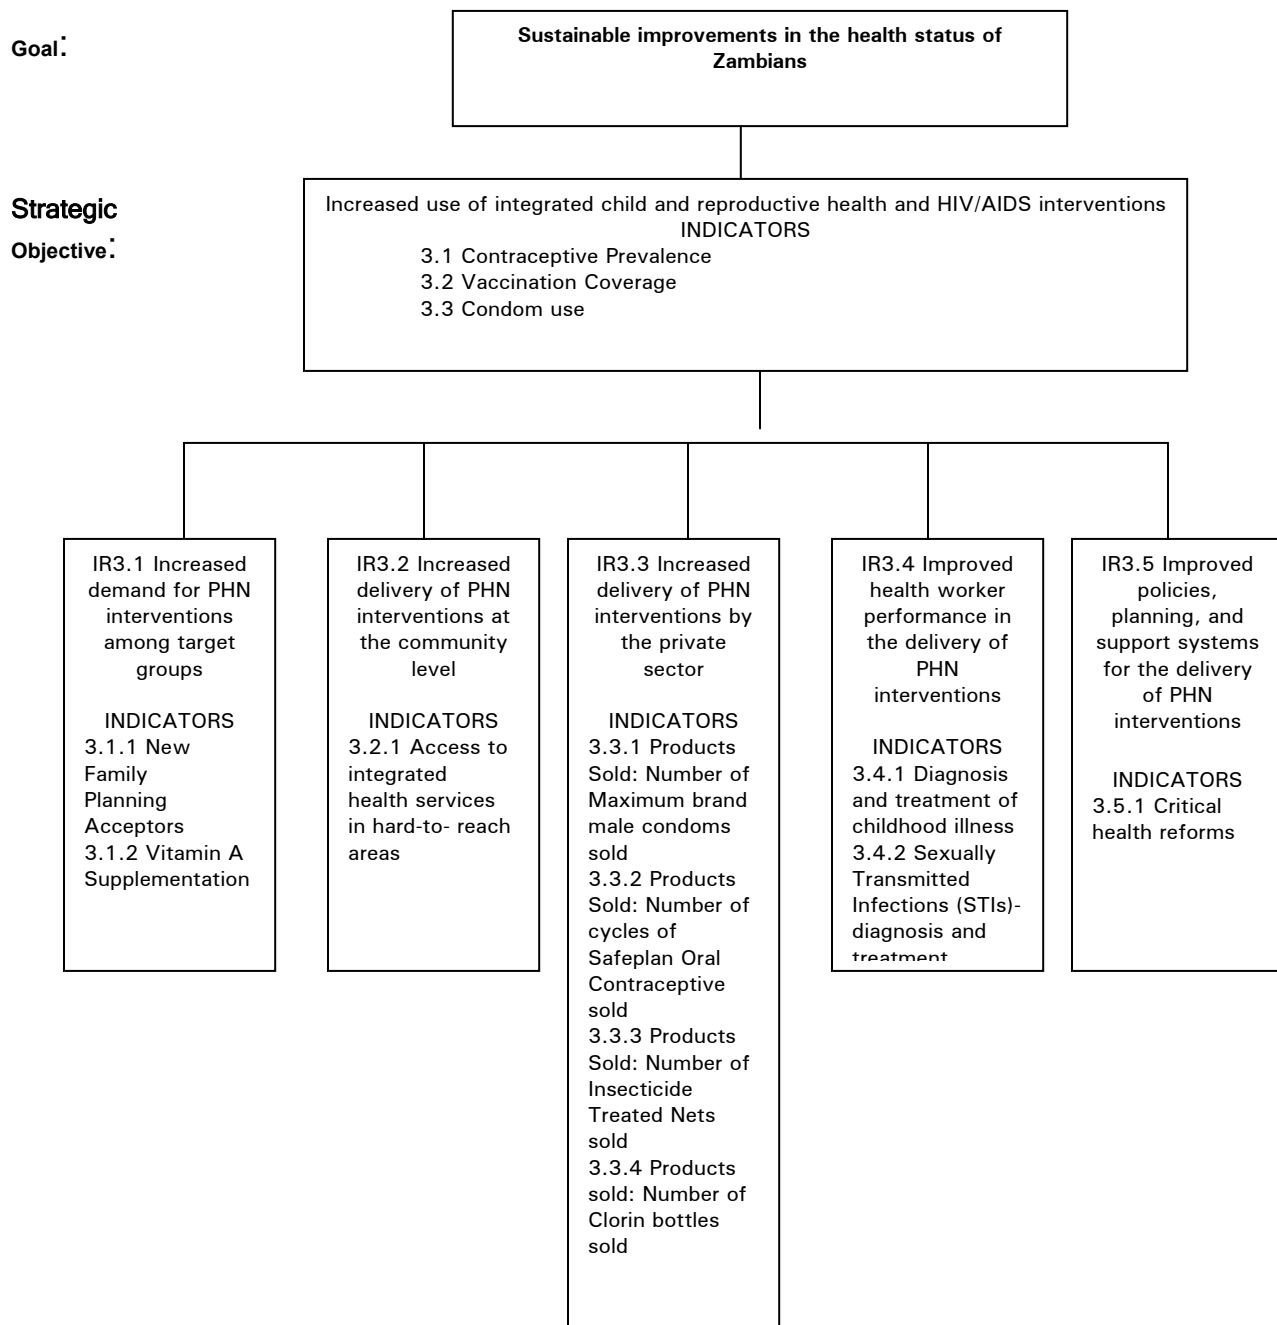 Goal:
Sustainable improvements in the health status of
Zambians
Strategic
Objective:
Increased use of integrated child and reproductive health and HIV/AIDS interventions
INDICATORS
3.1 Contraceptive Prevalence
3.2 Vaccination Coverage
3.3 Condom use
IR3.1 Increased
demand for PHN
interventions
among target
groups
INDICATORS
3.1.1 New
Family
Planning
Acceptors
3.1.2 Vitamin A
Supplementation
IR3.2 Increased
delivery of PHN
interventions at
the community
level
INDICATORS
3.2.1 Access to
integrated
health services
in hard-to- reach
areas
IR3.3 Increased
delivery of PHN
interventions by
the private
sector
INDICATORS
3.3.1 Products
Sold: Number of
Maximum brand
male condoms
sold
3.3.2 Products
Sold: Number of
cycles of
Safeplan Oral
Contraceptive
sold
3.3.3 Products
Sold: Number of
Insecticide
Treated Nets
sold
3.3.4 Products
sold: Number of
Clorin bottles
sold
IR3.4 Improved
health worker
performance in
the delivery of
PHN
interventions
INDICATORS
3.4.1 Diagnosis
and treatment of
childhood illness
3.4.2 Sexually
Transmitted
Infections (STIs)-
diagnosis and
treatment
IR3.5 Improved
policies,
planning, and
support systems
for the delivery
of PHN
interventions
INDICATORS
3.5.1 Critical
health reforms